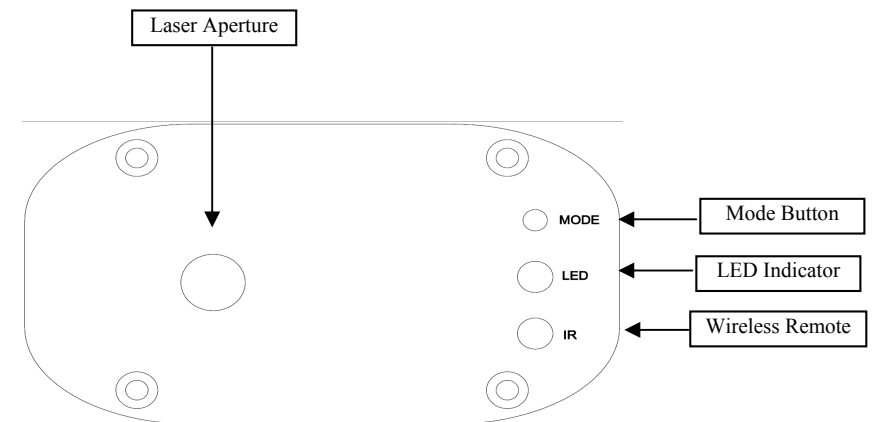 Laser Aperture
MODE
Mode Button
LED
LED Indicator
IR
Wireless Remote